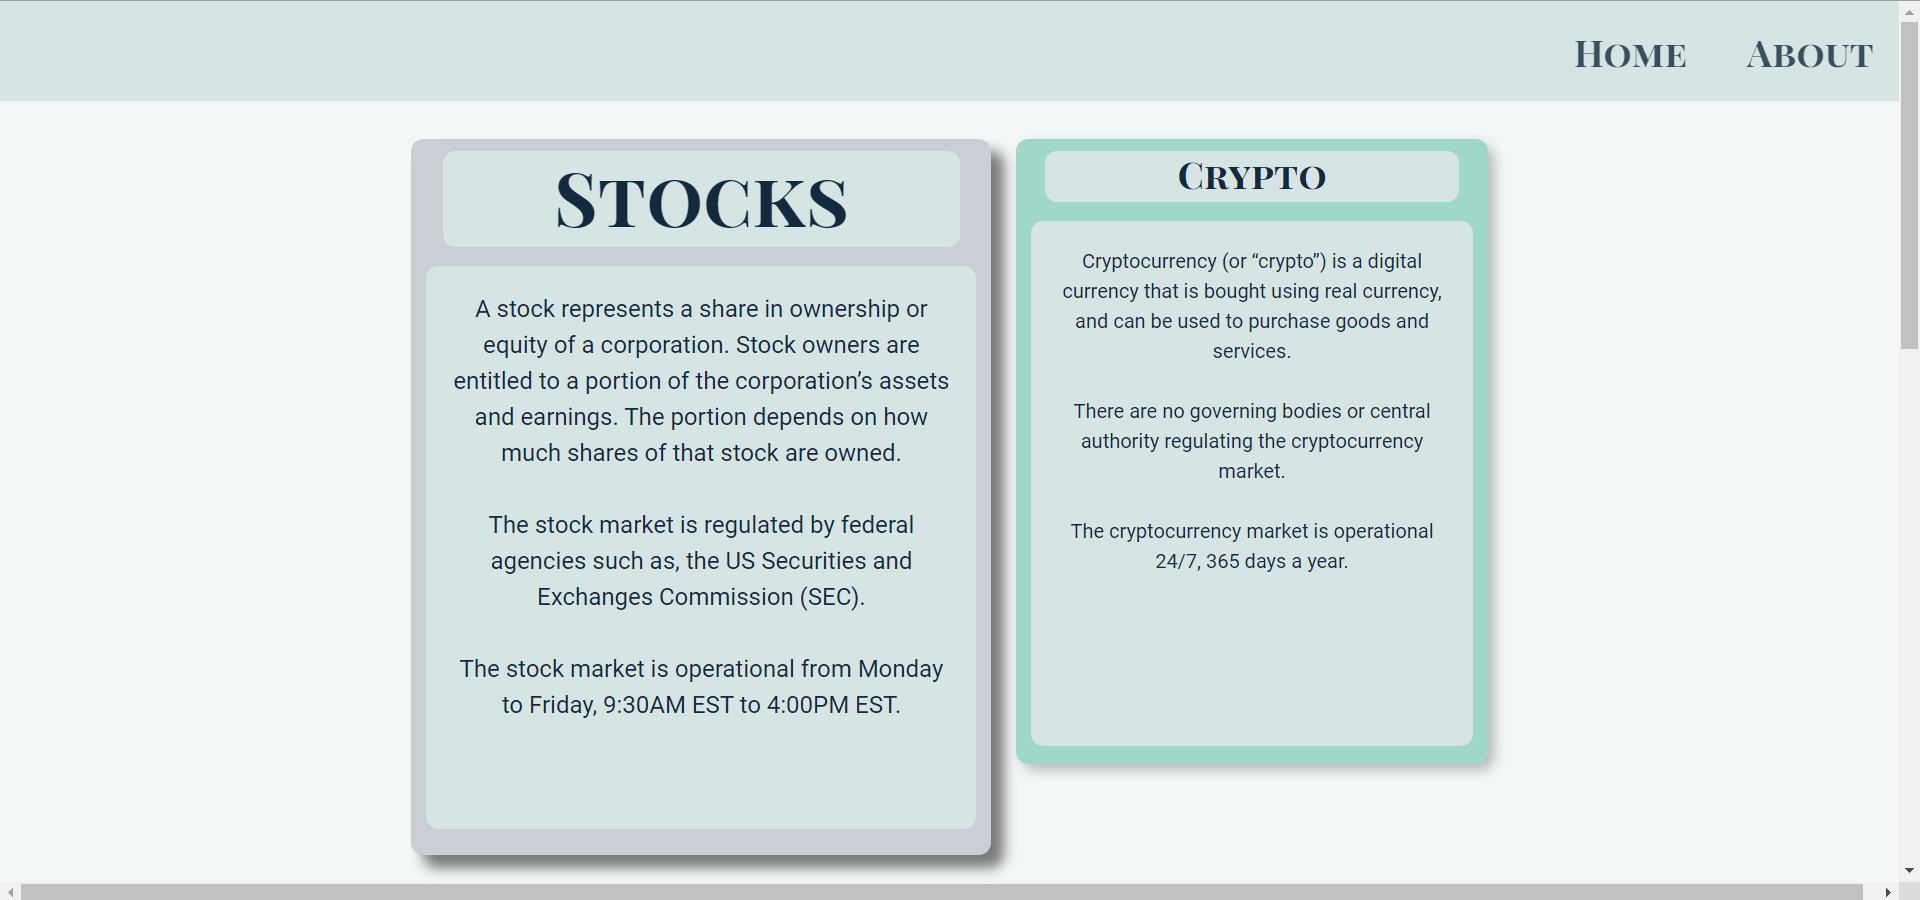 Home About
Stocks
A stock represents a share in ownership or
equity of a corporation. Stock owners are
entitled to a portion of the corporation’s assets
and earnings. The portion depends on how
much shares of that stock are owned.
The stock market is regulated by federal
agencies such as, the US Securities and
Exchanges Commission (SEC).
The stock market is operational from Monday
to Friday, 9:30AM EST to 4:00PM EST.
Crypto
Cryptocurrency (or “crypto”) is a digital
currency that is bought using real currency,
and can be used to purchase goods and
services.
There are no governing bodies or central
authority regulating the cryptocurrency
market.
The cryptocurrency market is operational
24/7, 365 days a year.